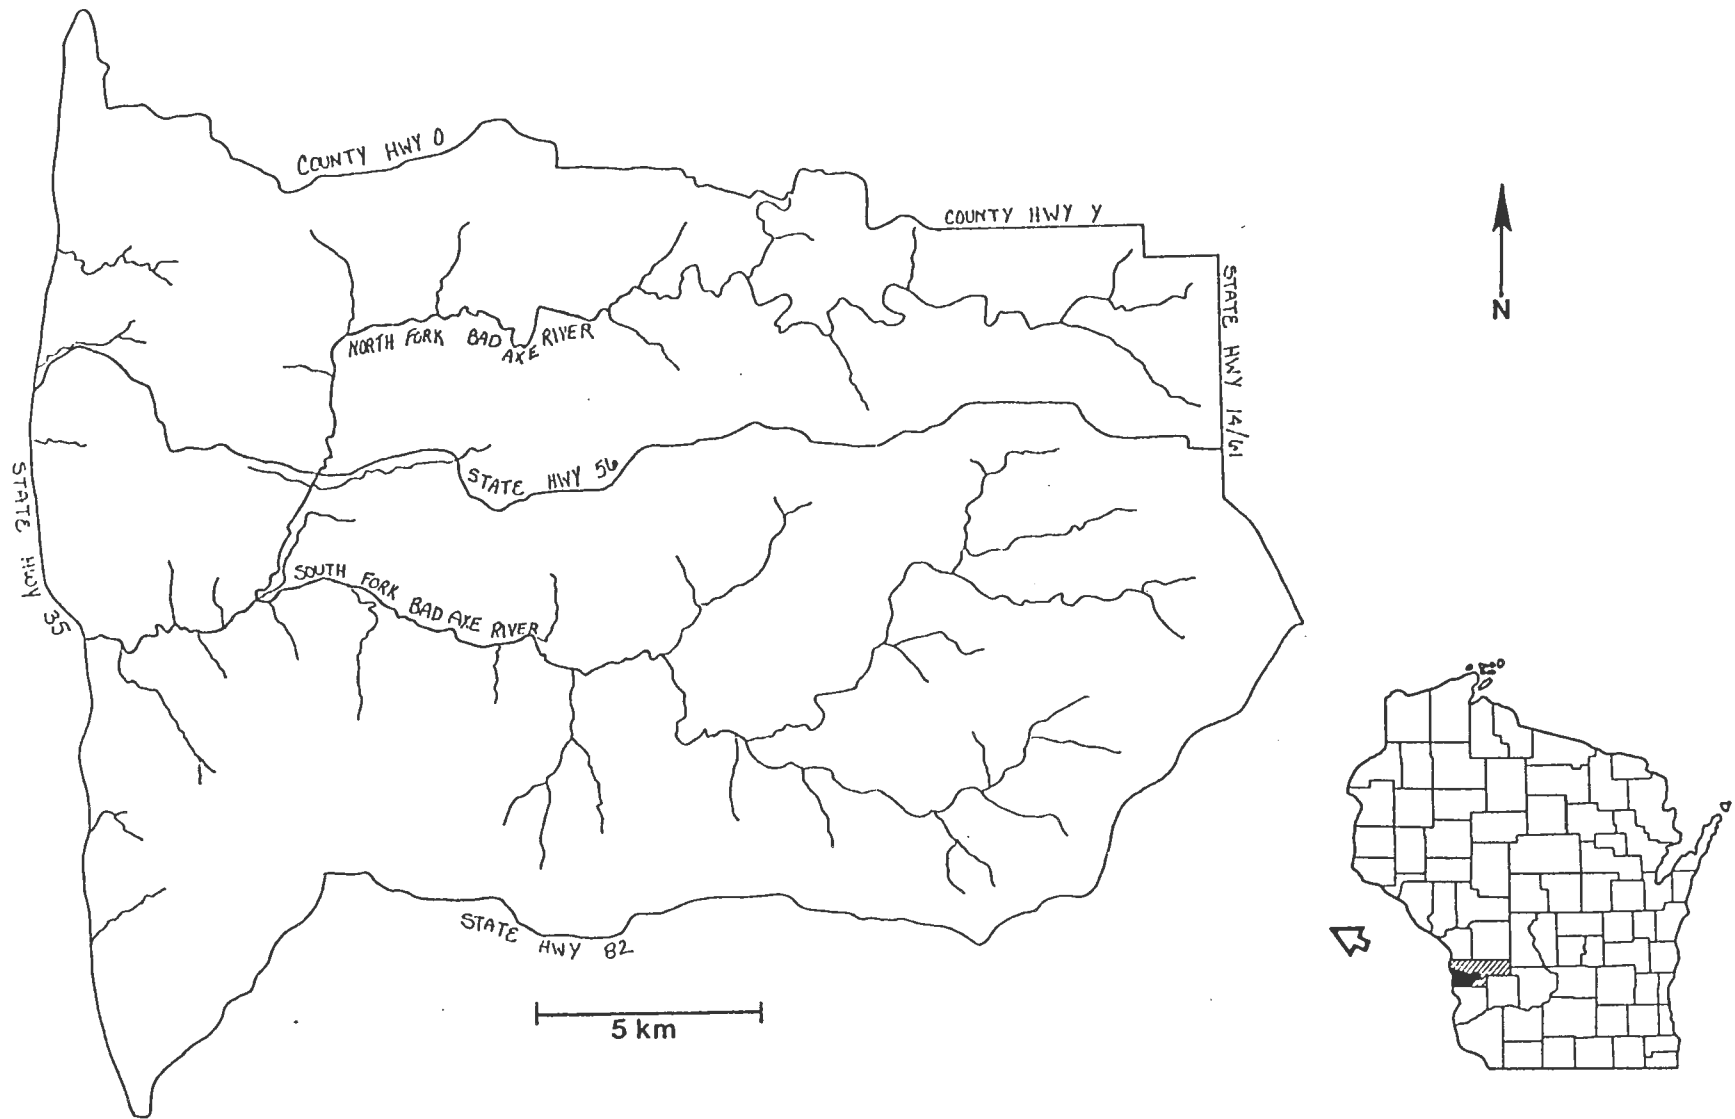 COUNTY HWY O
COUNTY HWY Y
N
STATE HWY 14/61
NORTH FORK BAD AXE RIVER
STATE HWY 56
STATE HWY 35
SOUTH FORK BAD AXE RIVER
STATE HWY 82
5 km